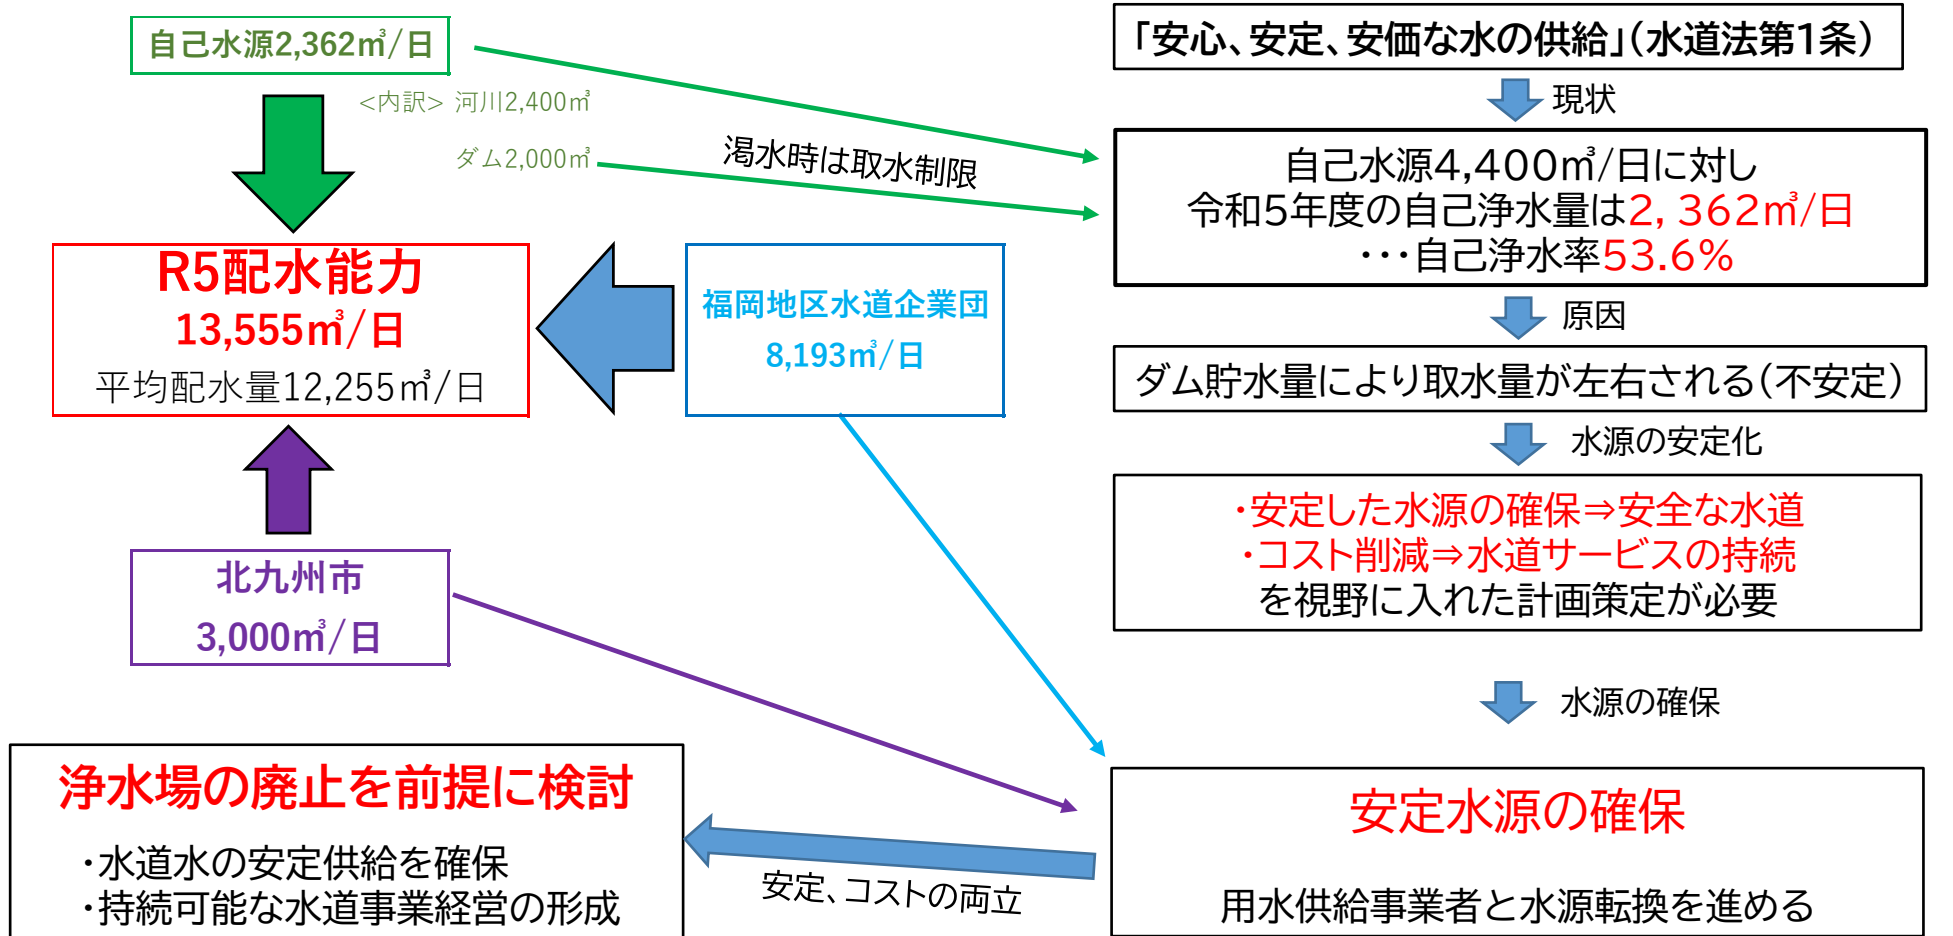 自己水源2,362㎥/日
<内訳> 河川2,400㎥
ダム2,000㎥
渇水時は取水制限
R5配水能力
13,555㎥/日
平均配水量12,255㎥/日
福岡地区水道企業団
8,193㎥/日
北九州市
3,000㎥/日
「安心、安定、安価な水の供給」(水道法第1条)
現状
自己水源4,400㎥/日に対し
令和5年度の自己浄水量は2,362㎥/日
・・・自己浄水率53.6%
原因
ダム貯水量により取水量が左右される(不安定)
水源の安定化
・安定した水源の確保⇒安全な水道
・コスト削減⇒水道サービスの持続
を視野に入れた計画策定が必要
水源の確保
安定水源の確保
用水供給事業者と水源転換を進める
安定、コストの両立
浄水場の廃止を前提に検討
・水道水の安定供給を確保
・持続可能な水道事業経営の形成